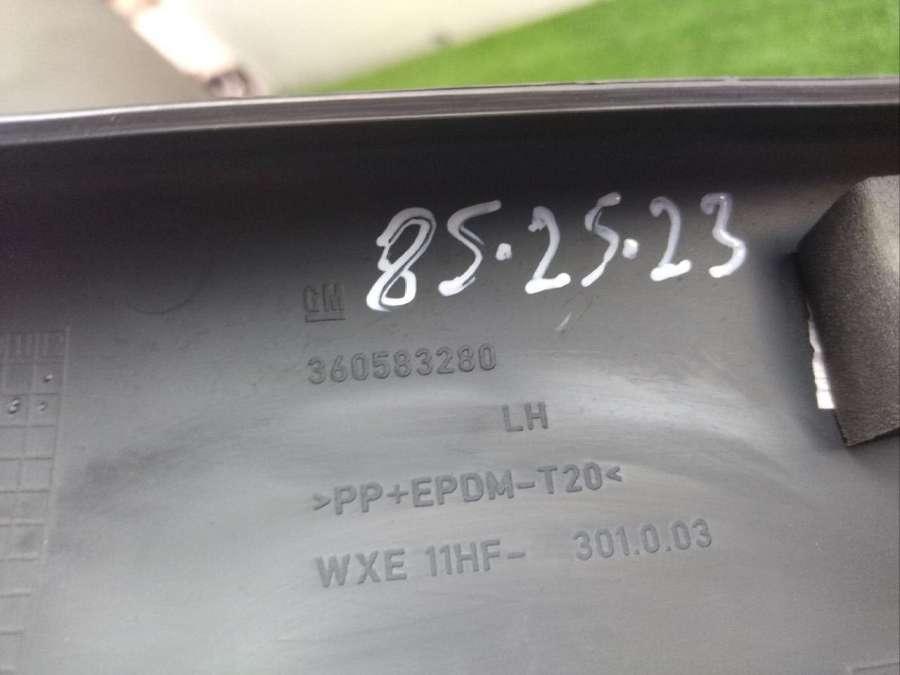 85.25.23
GM
360583280
LH
>PP+EPDM-T20<
WXE 11HF- 301.0.03